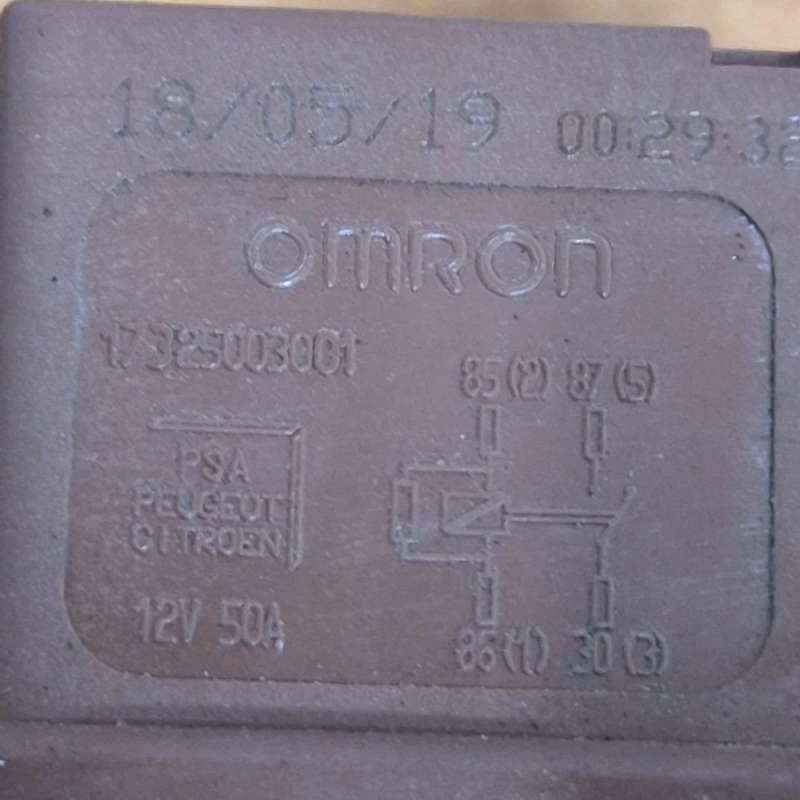 18/05/19 00:29:32
OMRON
17325003001
85(2) 87(5)
PSA
PEUGEOT
CITROEN
12V 50A
86(1) 30(3)